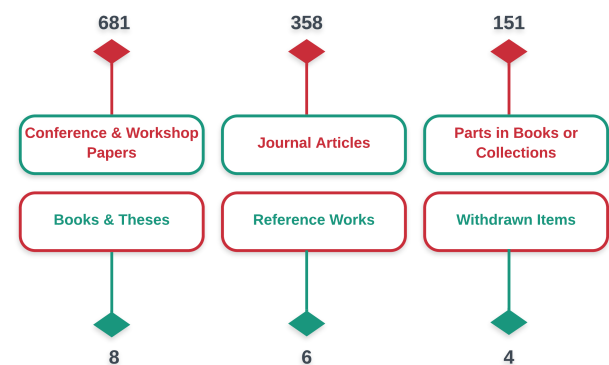 681
358
151
Conference & Workshop
Papers
Journal Articles
Parts in Books or
Collections
Books & Theses
Reference Works
Withdrawn Items
8
6
4